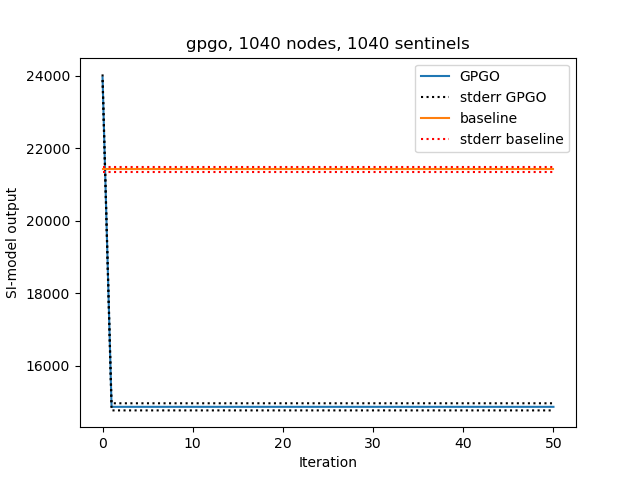 gpgo, 1040 nodes, 1040 sentinels
24000
22000
20000
18000
16000
SI-model output
GPGO
stderr GPGO
baseline
stderr baseline
0
10
20
30
40
50
Iteration